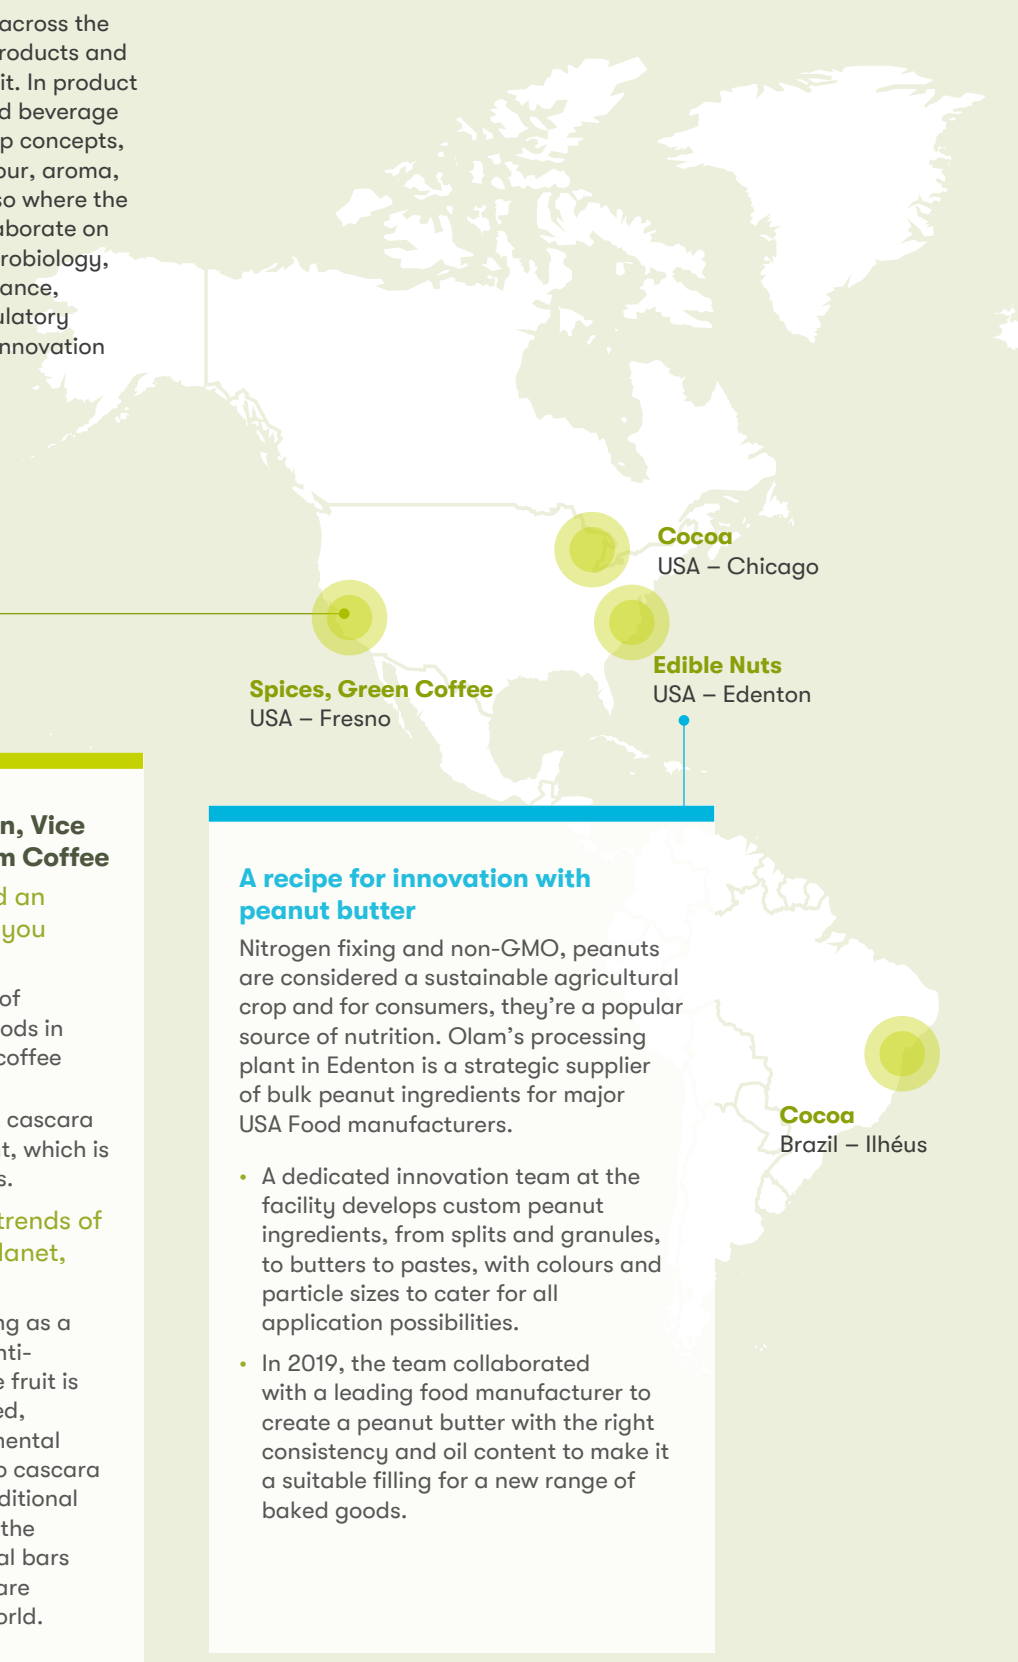 across the
roducts and
it. In product
d beverage
p concepts,
our, aroma,
so where the
aborate on
robiology,
ance,
ulatory
nnovation
Cocoa
USA – Chicago
Edible Nuts
USA – Edenton
Spices, Green Coffee
USA – Fresno
n, Vice
m Coffee
d an
you
of
ods in
coffee
cascara
t, which is
s.
trends of
lanet,
ng as a
nti-
e fruit is
ed,
mental
o cascara
ditional
the
al bars
are
orld.
A recipe for innovation with
peanut butter
Nitrogen fixing and non-GMO, peanuts
are considered a sustainable agricultural
crop and for consumers, they’re a popular
source of nutrition. Olam’s processing
plant in Edenton is a strategic supplier
of bulk peanut ingredients for major
USA Food manufacturers.
• A dedicated innovation team at the
facility develops custom peanut
ingredients, from splits and granules,
to butters to pastes, with colours and
particle sizes to cater for all
application possibilities.
• In 2019, the team collaborated
with a leading food manufacturer to
create a peanut butter with the right
consistency and oil content to make it
a suitable filling for a new range of
baked goods.
Cocoa
Brazil – Ilhéus